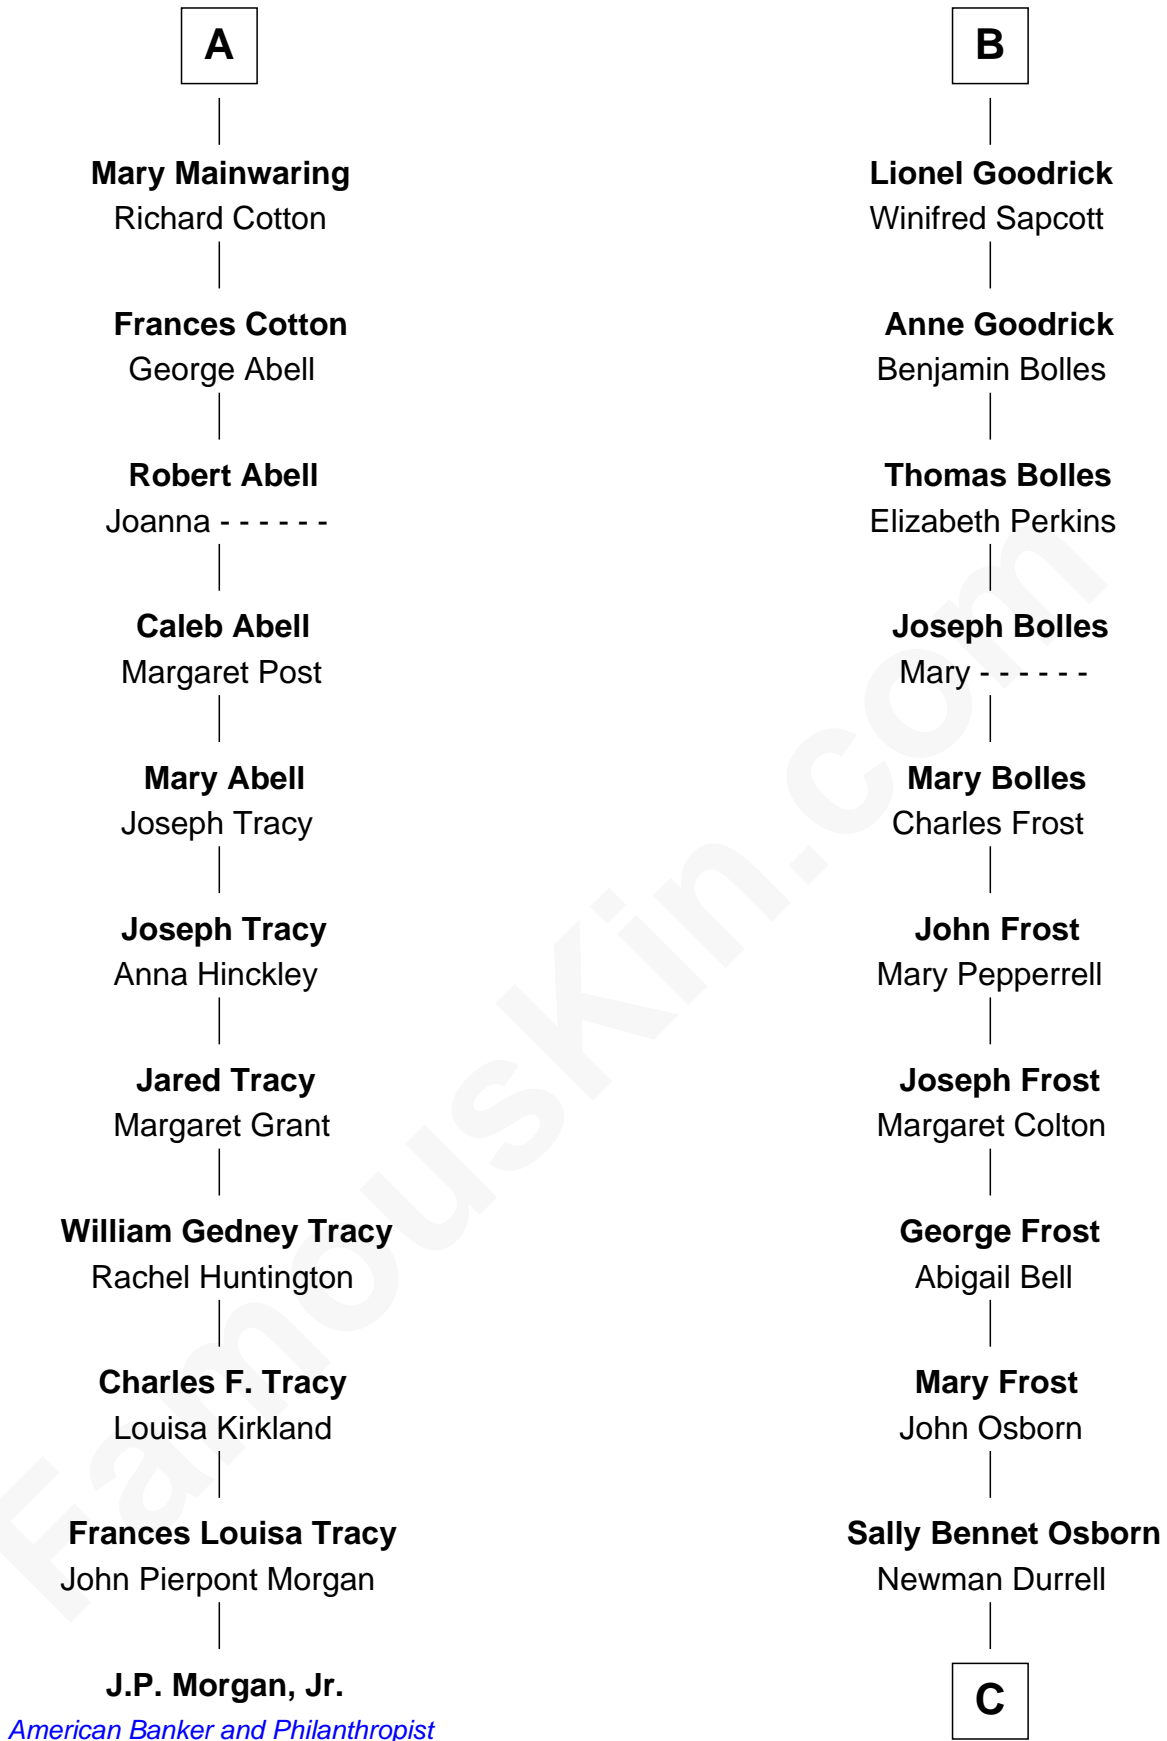 A
Mary Mainwaring
Richard Cotton
Frances Cotton
George Abell
Robert Abell
Joanna - - - - - -
Caleb Abell
Margaret Post
Mary Abell
Joseph Tracy
Joseph Tracy
Anna Hinckley
Jared Tracy
Margaret Grant
William Gedney Tracy
Rachel Huntington
Charles F. Tracy
Louisa Kirkland
Frances Louisa Tracy
John Pierpont Morgan
J.P. Morgan, Jr.
American Banker and Philanthropist
B
Lionel Goodrick
Winifred Sapcott
Anne Goodrick
Benjamin Bolles
Thomas Bolles
Elizabeth Perkins
Joseph Bolles
Mary - - - - - -
Mary Bolles
Charles Frost
John Frost
Mary Pepperrell
Joseph Frost
Margaret Colton
George Frost
Abigail Bell
Mary Frost
John Osborn
Sally Bennet Osborn
Newman Durrell
C
FamousKin.com